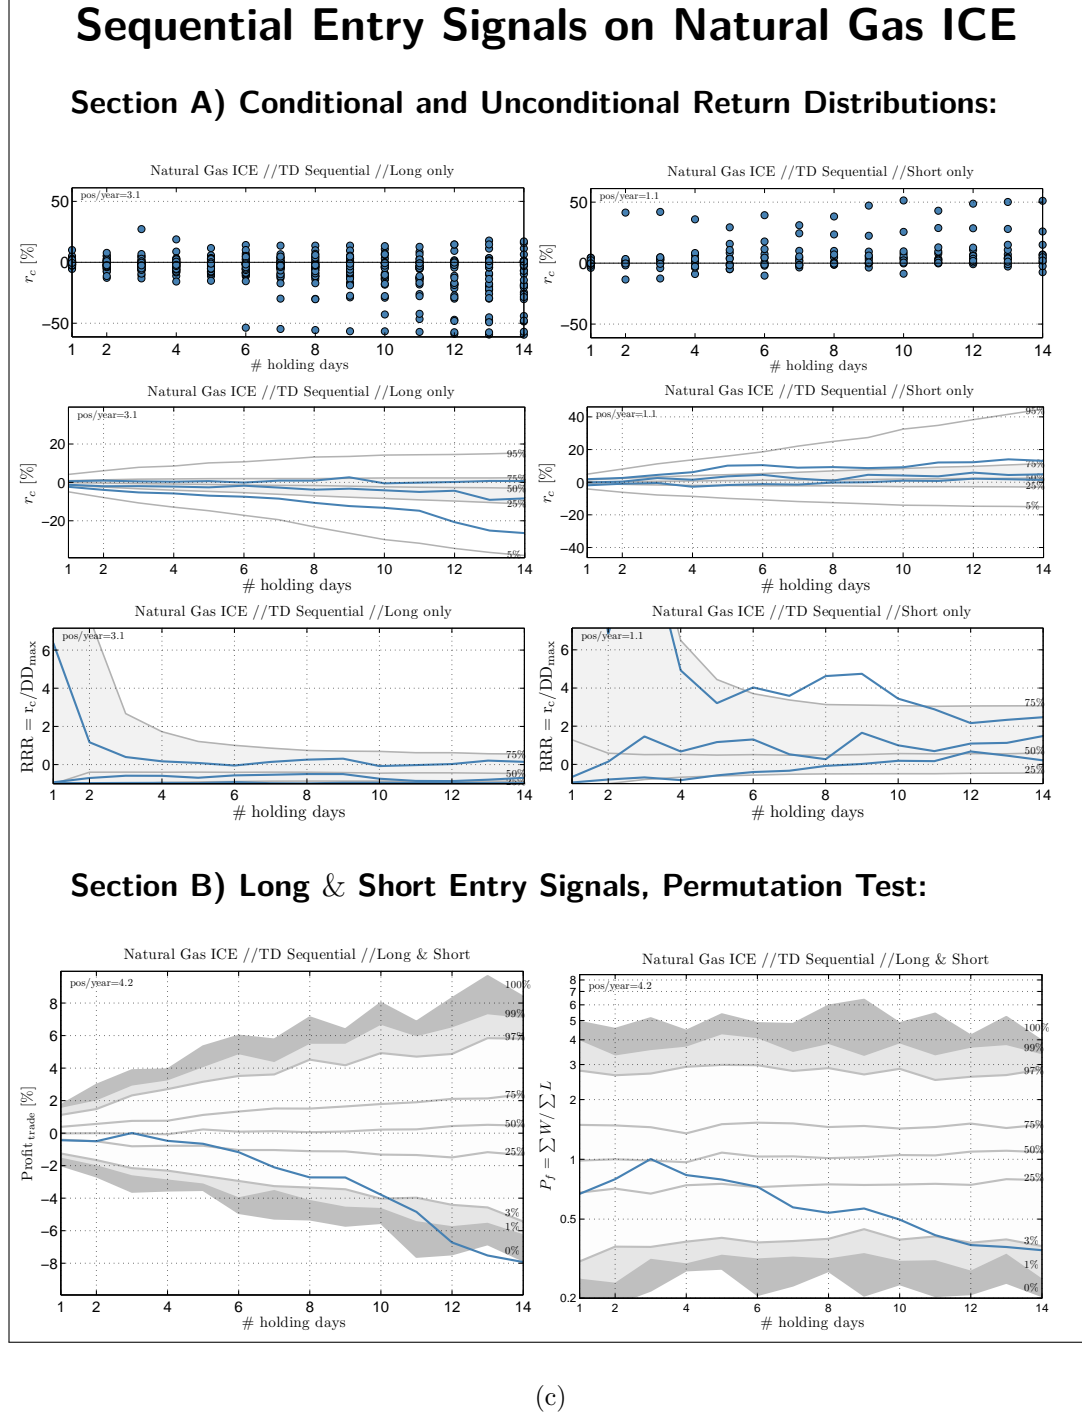 Sequential Entry Signals on Natural Gas ICE
Section A) Conditional and Unconditional Return Distributions:
Natural Gas ICE //TD Sequential //Long only
pos/year=3.1
50
0
−50
r_c [%]
1 2 4 6 8 10 12 14
# holding days
Natural Gas ICE //TD Sequential //Short only
pos/year=1.1
50
0
−50
r_c [%]
1 2 4 6 8 10 12 14
# holding days
Natural Gas ICE //TD Sequential //Long only
pos/year=3.1
20
0
−20
r_c [%]
95%
75%
50%
25%
5%
1 2 4 6 8 10 12 14
# holding days
Natural Gas ICE //TD Sequential //Short only
pos/year=1.1
40
20
0
−20
−40
r_c [%]
95%
75%
50%
25%
5%
1 2 4 6 8 10 12 14
# holding days
Natural Gas ICE //TD Sequential //Long only
pos/year=3.1
6
4
2
0
RRR = r_c/DD_max
75%
50%
25%
1 2 4 6 8 10 12 14
# holding days
Natural Gas ICE //TD Sequential //Short only
pos/year=1.1
6
4
2
0
RRR = r_c/DD_max
75%
50%
25%
1 2 4 6 8 10 12 14
# holding days
Section B) Long & Short Entry Signals, Permutation Test:
Natural Gas ICE //TD Sequential //Long & Short
pos/year=4.2
8
6
4
2
0
−2
−4
−6
−8
Profit_trade [%]
100%
99%
97%
75%
50%
25%
3%
1%
0%
1 2 4 6 8 10 12 14
# holding days
Natural Gas ICE //TD Sequential //Long & Short
pos/year=4.2
8
7
6
5
4
3
2
1
0.5
0.2
P_f = ∑ W/ ∑ L
100%
99%
97%
75%
50%
25%
3%
1%
0%
1 2 4 6 8 10 12 14
# holding days
(c)